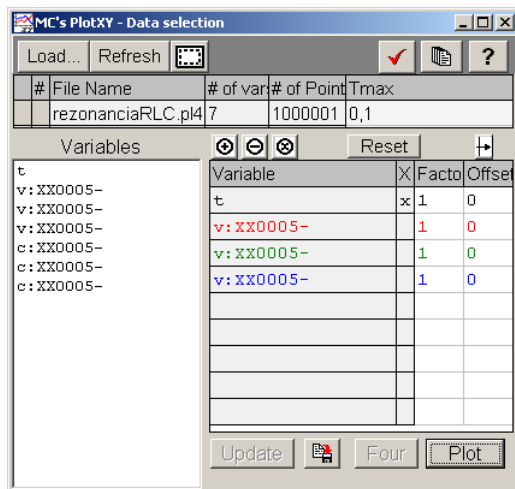 MC's PlotXY - Data selection
Load... Refresh ?
# File Name # of var: # of Point Tmax
rezonanciaRLC.pl4 7 1000001 0,1
Variables Reset
t
v:XX0005-
v:XX0005-
v:XX0005-
c:XX0005-
c:XX0005-
c:XX0005-
Variable X Facto Offset
t x 1 0
v:XX0005- 1 0
v:XX0005- 1 0
v:XX0005- 1 0
Update Four Plot